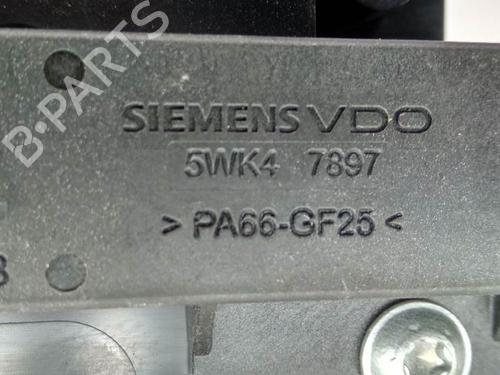 B-PARTS
SIEMENS VDO
5WK4 7897
> PA66-GF25 <